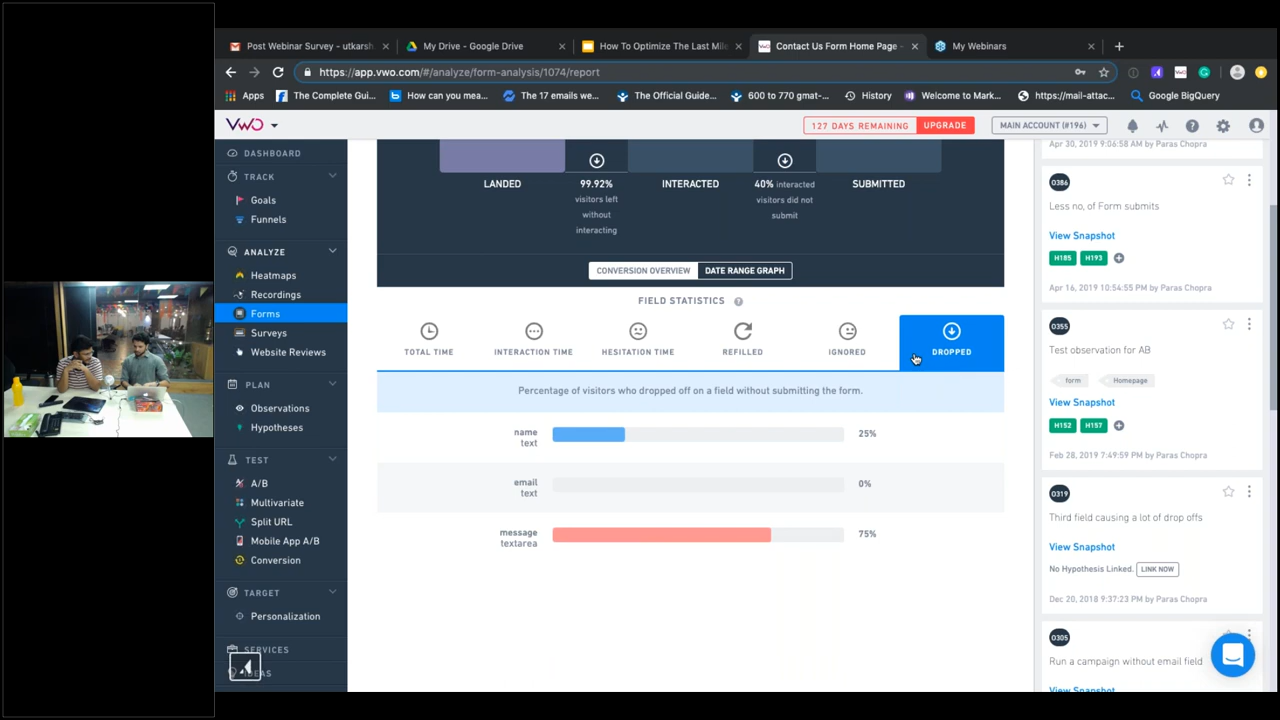 Post Webinar Survey - utkarsh
My Drive - Google Drive
How To Optimize The Last Mile
Contact Us Form Home Page -
My Webinars
https://app.vwo.com/#/analyze/form-analysis/1074/report
Apps
The Complete Gui...
How can you mea...
The 17 emails we...
The Official Guide...
600 to 770 gmat-...
History
Welcome to Mark...
https://mail-attac...
Google BigQuery
VWO
127 DAYS REMAINING
UPGRADE
MAIN ACCOUNT (#196)
DASHBOARD
TRACK
Goals
Funnels
ANALYZE
Heatmaps
Recordings
Forms
Surveys
Website Reviews
PLAN
Observations
Hypotheses
TEST
A/B
Multivariate
Split URL
Mobile App A/B
Conversion
TARGET
Personalization
SERVICES
LANDED
99.92%
visitors left
without
interacting
INTERACTED
40% interacted
visitors did not
submit
SUBMITTED
CONVERSION OVERVIEW
DATE RANGE GRAPH
FIELD STATISTICS ?
TOTAL TIME
INTERACTION TIME
HESITATION TIME
REFILLED
IGNORED
DROPPED
Percentage of visitors who dropped off on a field without submitting the form.
name
text
25%
email
text
0%
message
textarea
75%
Apr 30, 2019 9:06:58 AM by Paras Chopra
O386
Less no, of Form submits
View Snapshot
H185 H193
Apr 16, 2019 10:54:55 PM by Paras Chopra
O355
Test observation for AB
form Homepage
View Snapshot
H152 H157
Feb 28, 2019 7:49:59 PM by Paras Chopra
O319
Third field causing a lot of drop offs
View Snapshot
No Hypothesis Linked. LINK NOW
Dec 20, 2018 9:37:23 PM by Paras Chopra
O305
Run a campaign without email field
View Snapshot